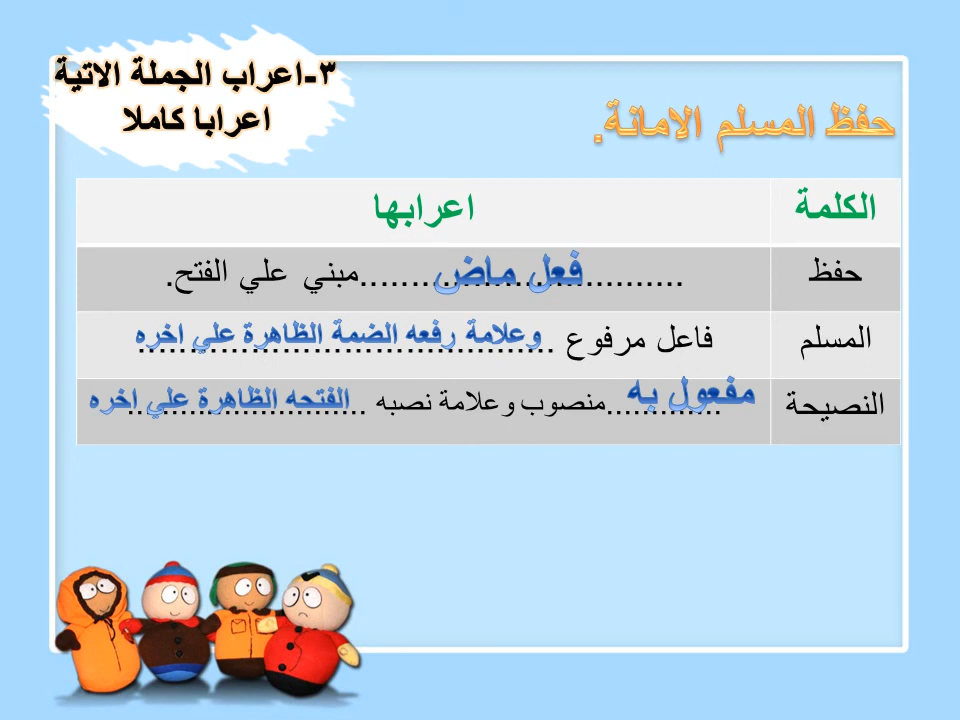 ٣-اعراب الجملة الاتية
اعرابا كاملا
حفظ المسلم الامانة.
الكلمة اعرابها
حفظ فعل ماض................................مبني علي الفتح.
المسلم فاعل مرفوع ........................................ وعلامة رفعه الضمة الظاهرة علي اخره
النصيحة مفعول به .............منصوب وعلامة نصبه ........................... الفتحه الظاهرة علي اخره